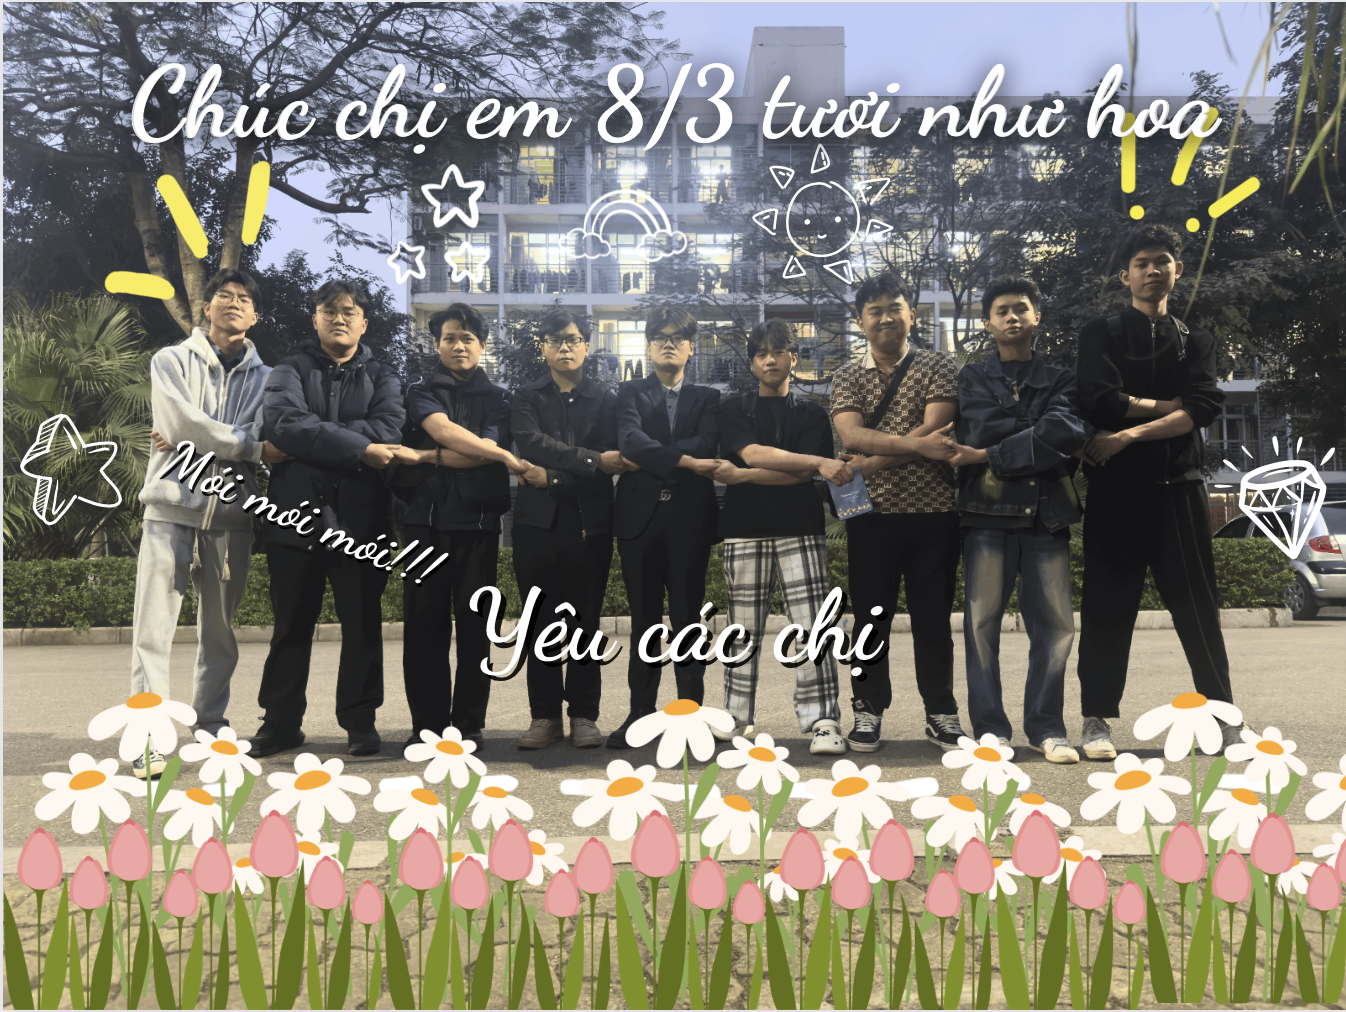 Chúc chị em 8/3 tươi như hoa
Mới mới mới!!!
Yêu các chị